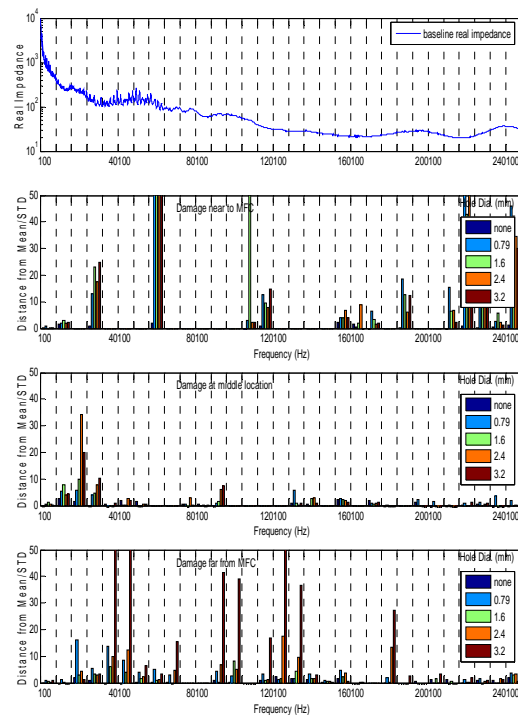 10^4
10^3
10^2
10^1
Real Impedance
baseline real impedance
100 40100 80100 120100 160100 200100 240100
50
40
30
20
10
0
Distance from Mean/STD
Damage near to MFC
Hole Dia. (mm)
none
0.79
1.6
2.4
3.2
100 40100 80100 120100 160100 200100 240100
Frequency (Hz)
50
40
30
20
10
0
Distance from Mean/STD
Damage at middle location
Hole Dia. (mm)
none
0.79
1.6
2.4
3.2
100 40100 80100 120100 160100 200100 240100
Frequency (Hz)
50
40
30
20
10
0
Distance from Mean/STD
Damage far from MFC
Hole Dia. (mm)
none
0.79
1.6
2.4
3.2
100 40100 80100 120100 160100 200100 240100
Frequency (Hz)